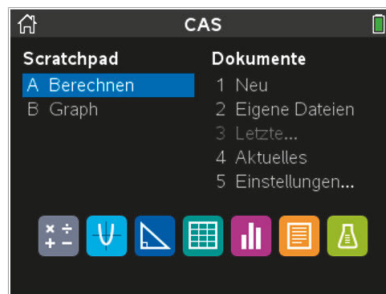 CAS
Scratchpad
A Berechnen
B Graph
Dokumente
1 Neu
2 Eigene Dateien
3 Letzte...
4 Aktuelles
5 Einstellungen...